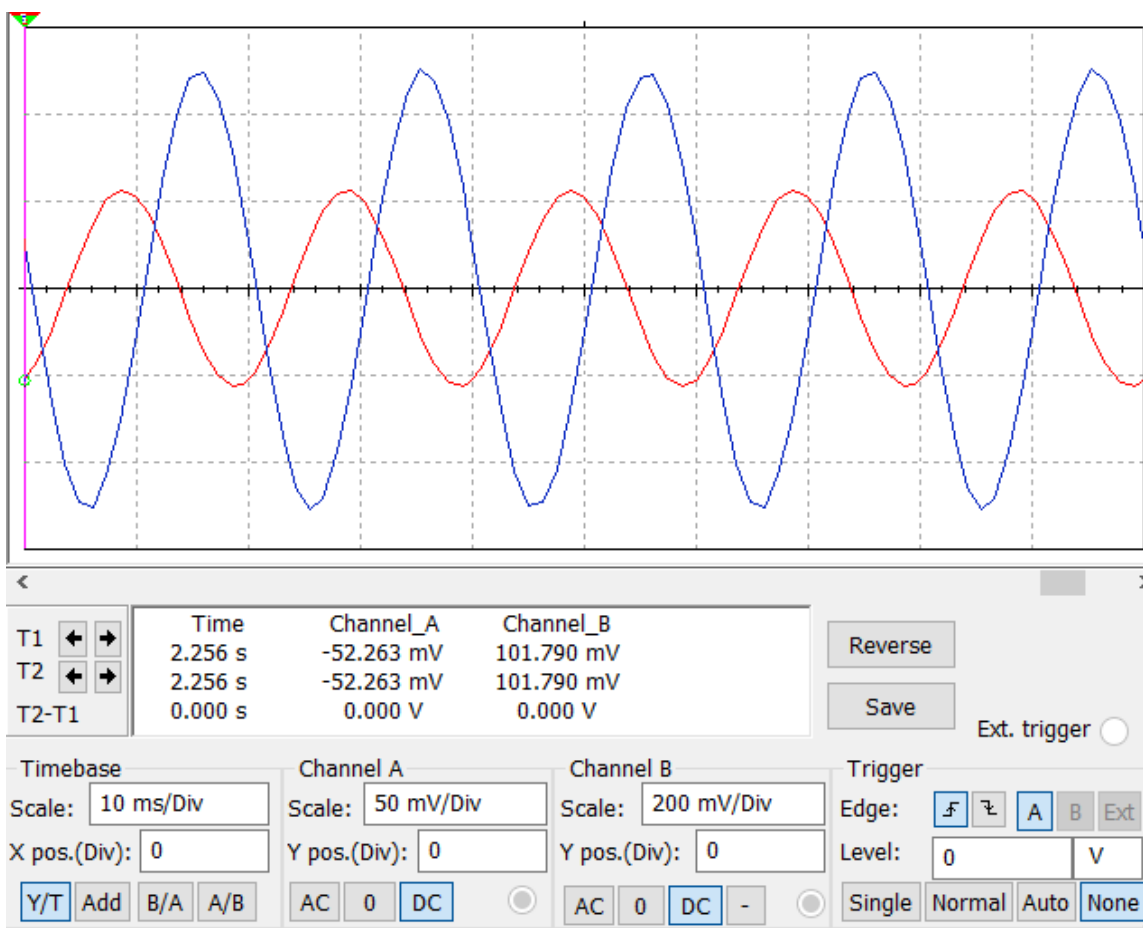 Time Channel_A Channel_B
T1 2.256 s -52.263 mV 101.790 mV
T2 2.256 s -52.263 mV 101.790 mV
T2-T1 0.000 s 0.000 V 0.000 V
Reverse
Save
Ext. trigger
Timebase
Scale: 10 ms/Div
X pos.(Div): 0
Y/T Add B/A A/B
Channel A
Scale: 50 mV/Div
Y pos.(Div): 0
AC 0 DC
Channel B
Scale: 200 mV/Div
Y pos.(Div): 0
AC 0 DC -
Trigger
Edge: A B Ext
Level: 0 V
Single Normal Auto None